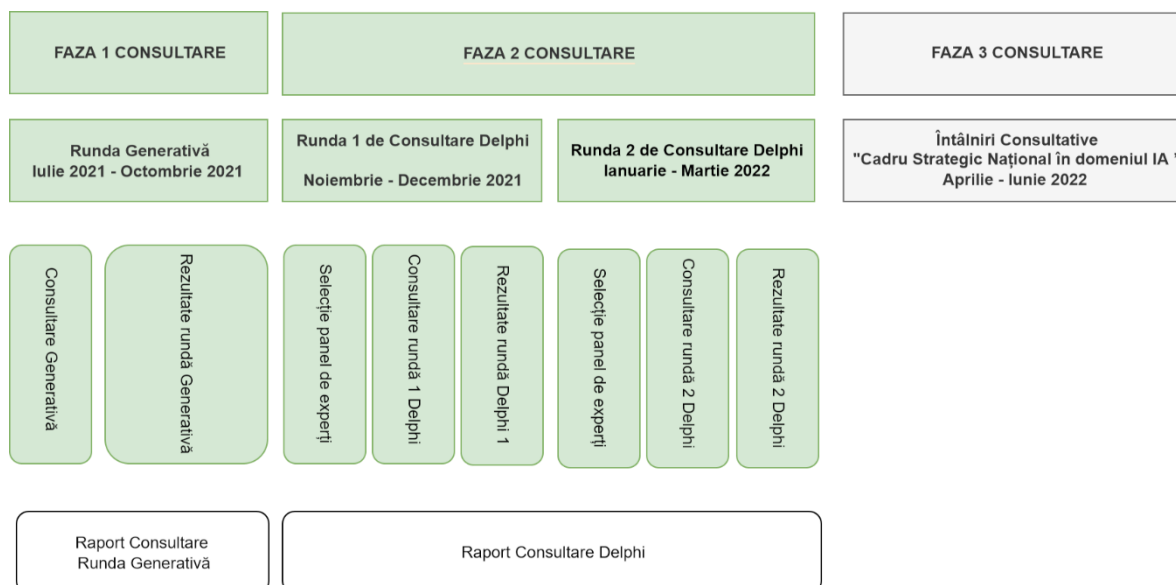 FAZA 1 CONSULTARE
FAZA 2 CONSULTARE
FAZA 3 CONSULTARE
Runda Generativă
Iulie 2021 - Octombrie 2021
Runda 1 de Consultare Delphi
Noiembrie - Decembrie 2021
Runda 2 de Consultare Delphi
Ianuarie - Martie 2022
Întâlniri Consultative
"Cadru Strategic Național în domeniul IA "
Aprilie - Iunie 2022
Consultare Generativă
Rezultate rundă Generativă
Selecție panel de experți
Consultare rundă 1 Delphi
Rezultate rundă Delphi 1
Selecție panel de experți
Consultare rundă 2 Delphi
Rezultate rundă 2 Delphi
Raport Consultare
Runda Generativă
Raport Consultare Delphi